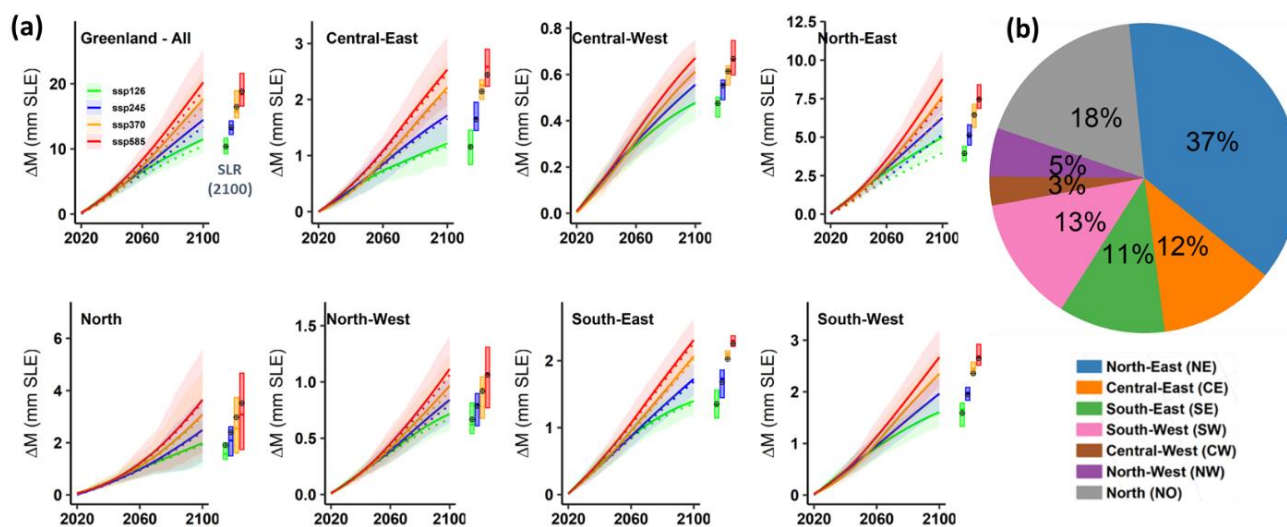 (a)
Greenland - All
ΔM (mm SLE)
20
10
0
2020 2060 2100
ssp126
ssp245
ssp370
ssp585
SLR
(2100)
Central-East
ΔM (mm SLE)
3
2
1
0
2020 2060 2100
Central-West
ΔM (mm SLE)
0.8
0.6
0.4
0.2
0.0
2020 2060 2100
North-East
ΔM (mm SLE)
12.5
10.0
7.5
5.0
2.5
0.0
2020 2060 2100
North
ΔM (mm SLE)
6
4
2
0
2020 2060 2100
North-West
ΔM (mm SLE)
1.5
1.0
0.5
0.0
2020 2060 2100
South-East
ΔM (mm SLE)
2
1
0
2020 2060 2100
South-West
ΔM (mm SLE)
3
2
1
0
2020 2060 2100
(b)
37%
12%
11%
13%
3%
5%
18%
North-East (NE)
Central-East (CE)
South-East (SE)
South-West (SW)
Central-West (CW)
North-West (NW)
North (NO)